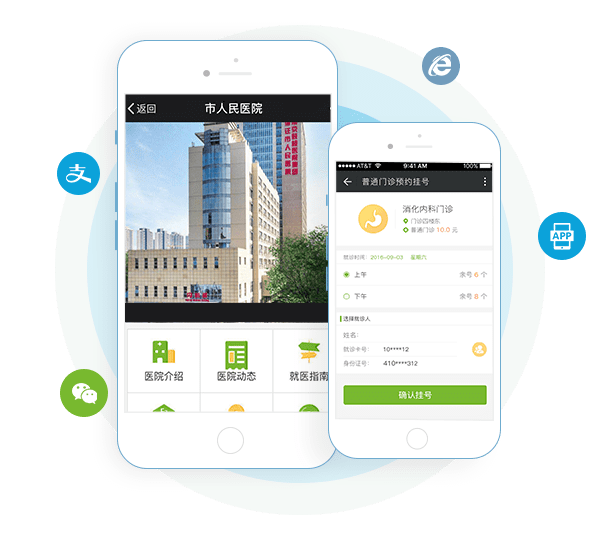 返回
市人民医院
医院介绍
医院动态
就医指南
支
e
APP
AT&T
9:41 AM
100%
普通门诊预约挂号
消化内科门诊
门诊四楼东
普通门诊 10.0 元
就诊时间 2016-09-03 星期六
上午 余号 6 个
下午 余号 8 个
选择就诊人
姓名:
就诊卡号: 10****12
身份证号: 410****312
确认挂号